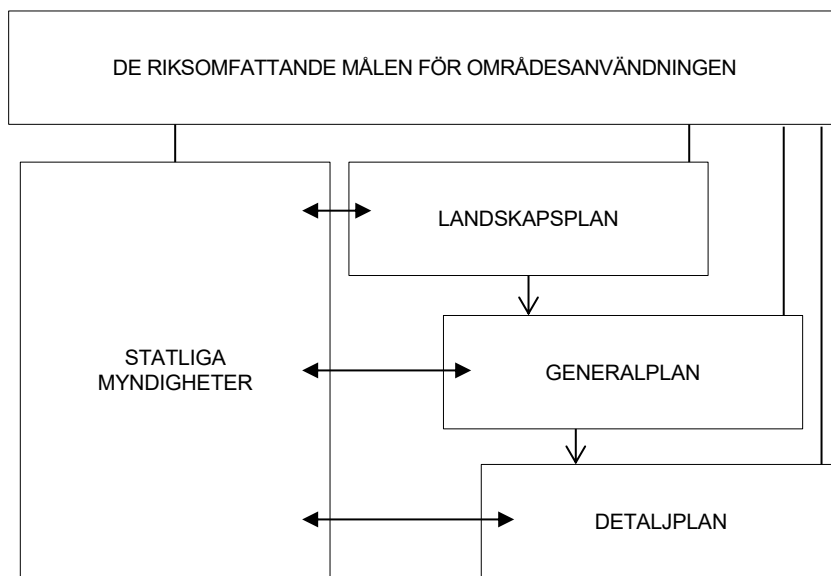 DE RIKSOMFATTANDE MÅLEN FÖR OMRÅDESANVÄNDNINGEN
LANDSKAPSPLAN
STATLIGA
MYNDIGHETER
GENERALPLAN
DETALJPLAN